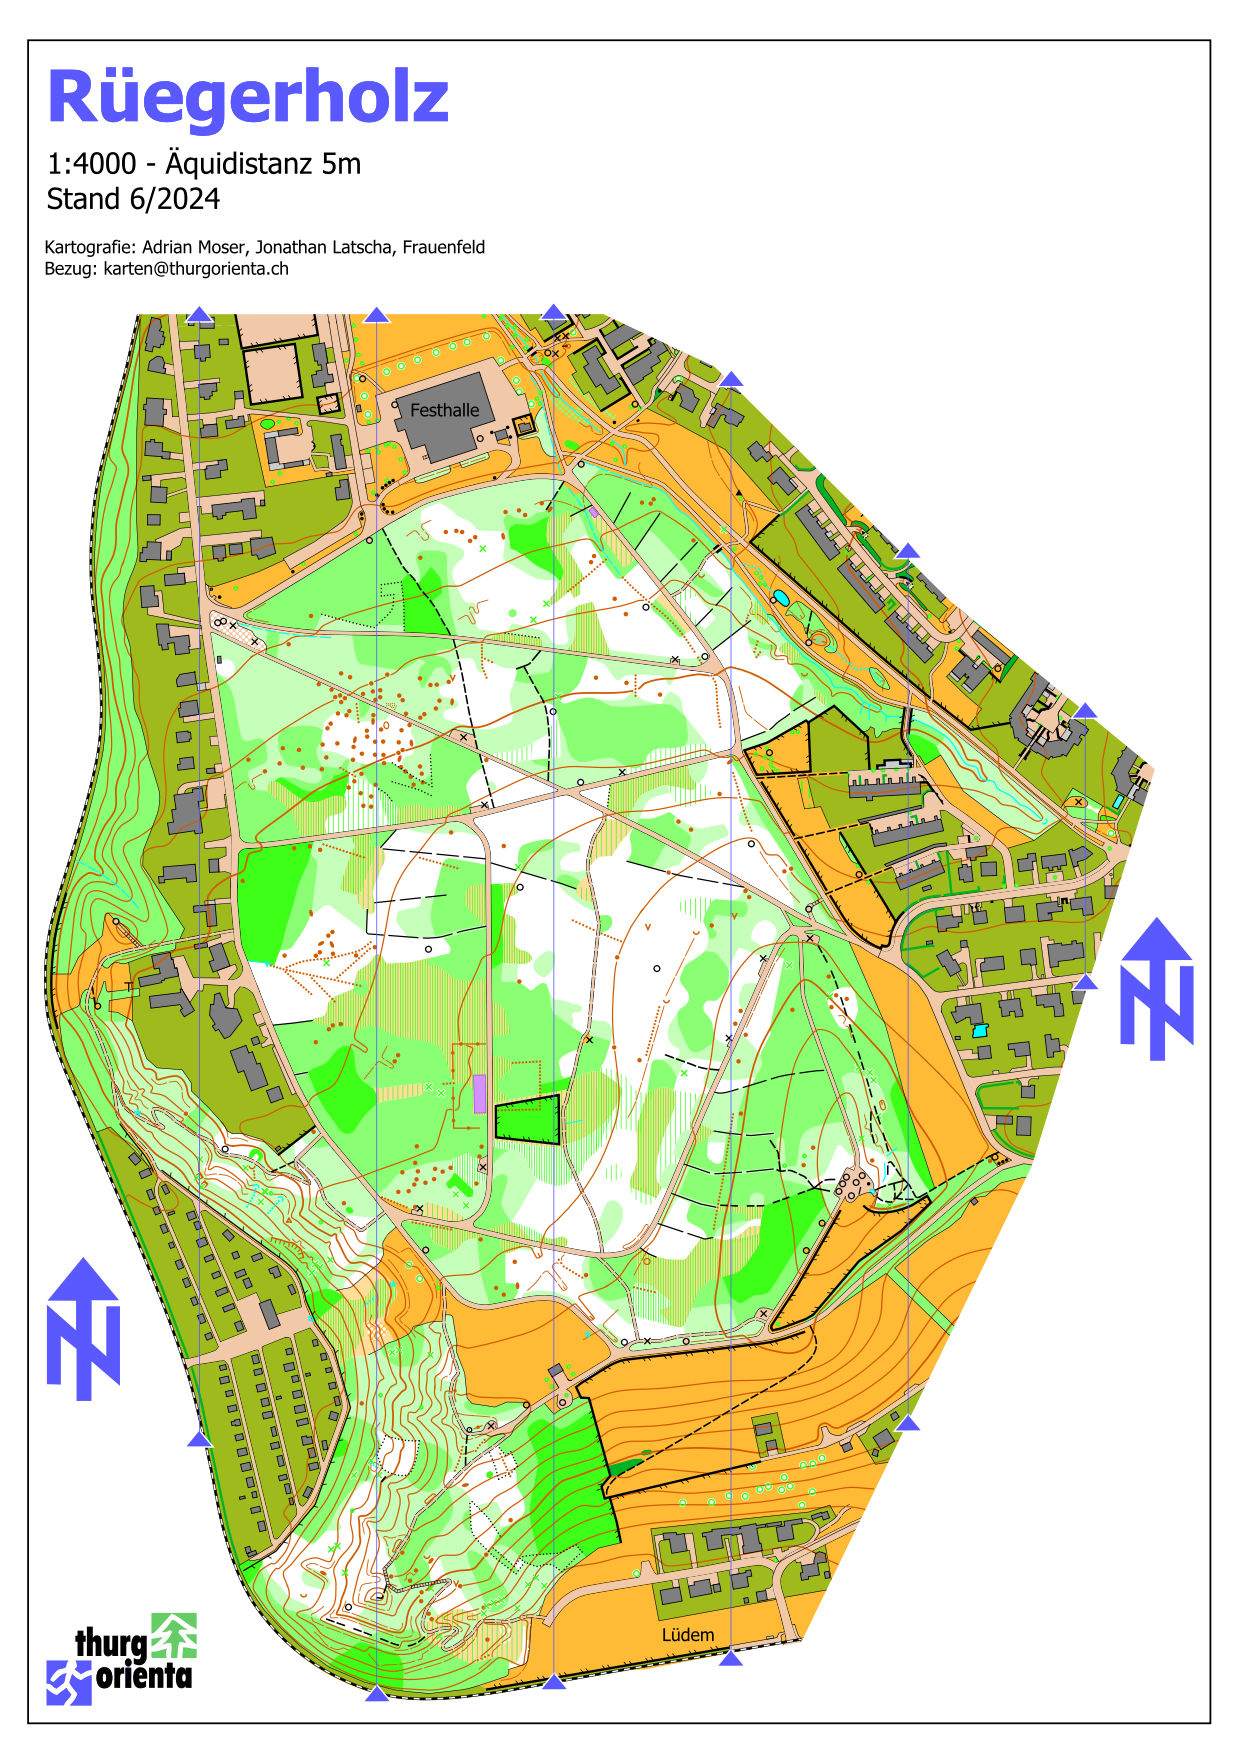 Rüegerholz
1:4000 - Äquidistanz 5m
Stand 6/2024
Kartografie: Adrian Moser, Jonathan Latscha, Frauenfeld
Bezug: karten@thurgorienta.ch
Festhalle
N
N
Lüdem
thurg
orienta